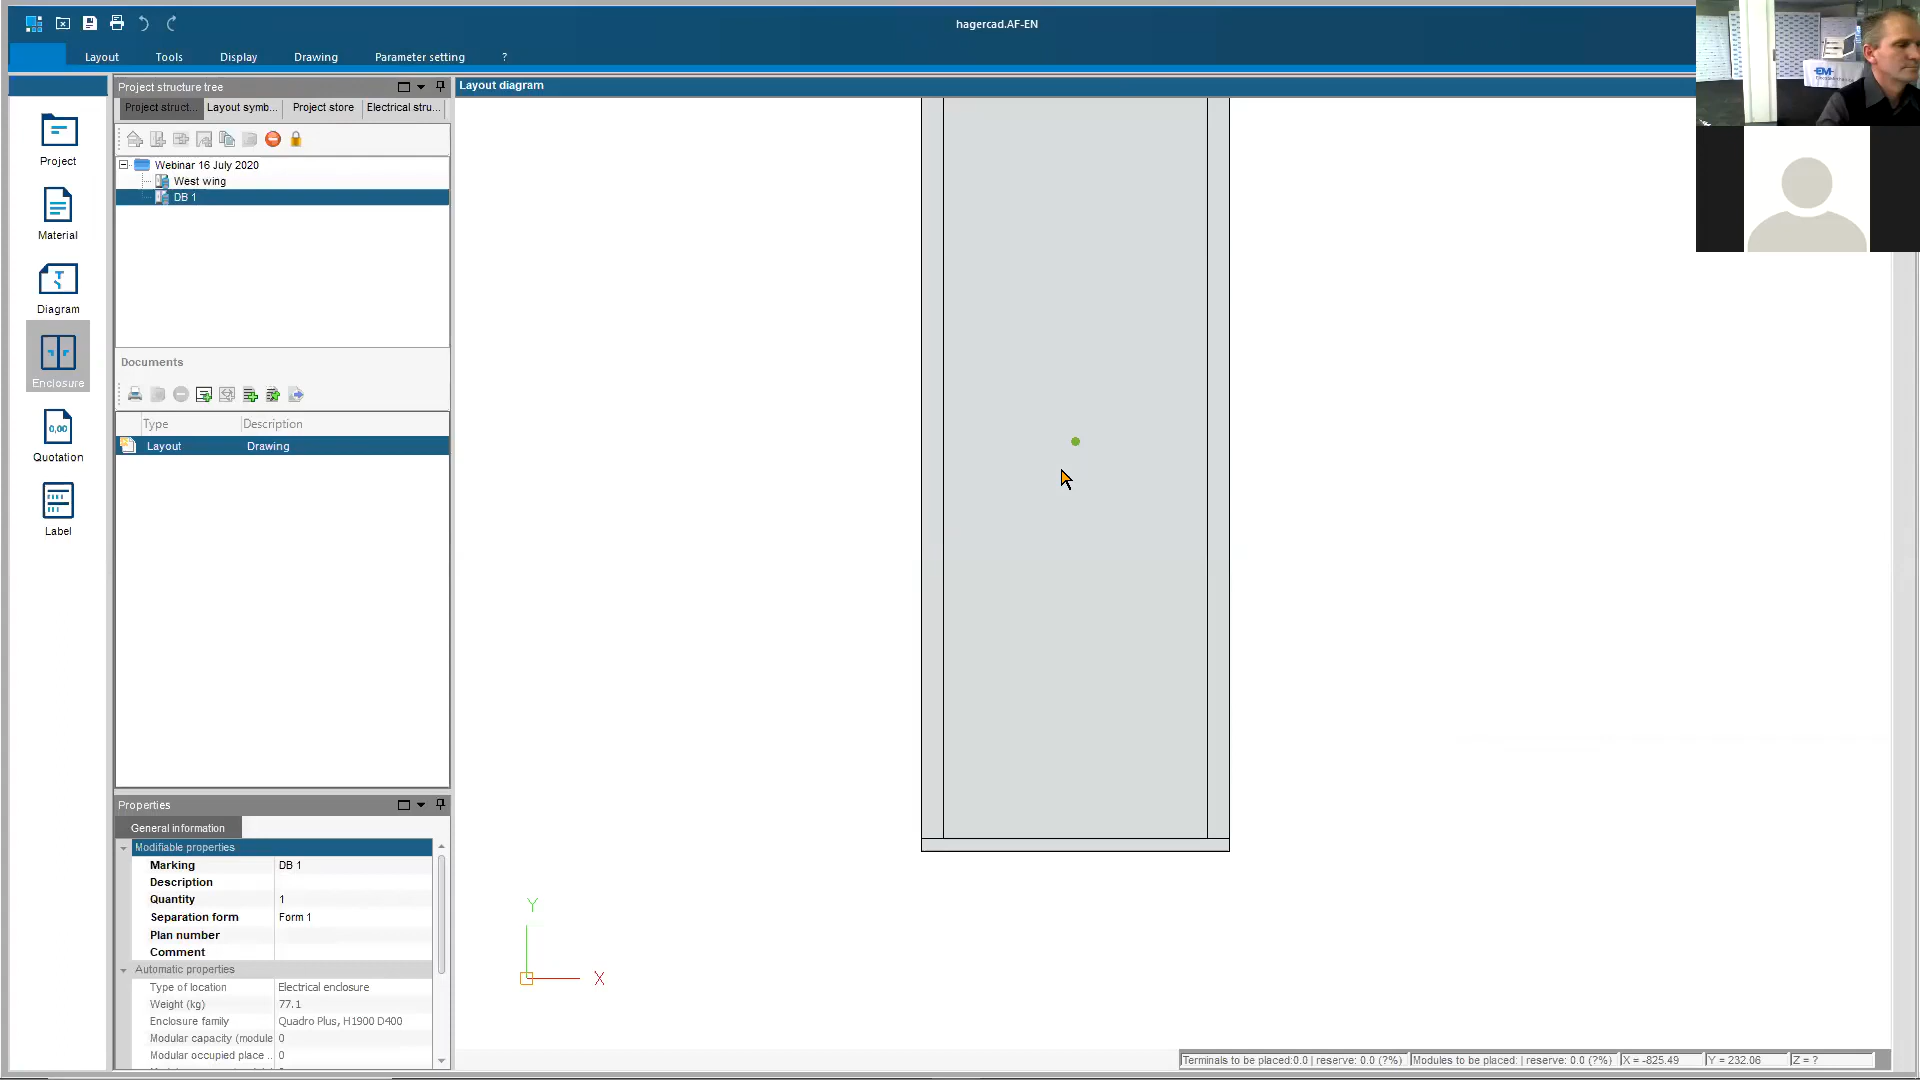 hagercad.AF-EN
Layout Tools Display Drawing Parameter setting ?
Project structure tree
Layout diagram
Project struct... Layout symb... Project store Electrical stru...
Project
Material
Diagram
Enclosure
0,00
Quotation
Label
Webinar 16 July 2020
West wing
DB 1
Documents
Type Description
Layout Drawing
Properties
General information
Modifiable properties
Marking DB 1
Description
Quantity 1
Separation form Form 1
Plan number
Comment
Automatic properties
Type of location Electrical enclosure
Weight (kg) 77.1
Enclosure family Quadro Plus, H1900 D400
Modular capacity (module 0
Modular occupied place .. 0
Y
X
Terminals to be placed:0.0 | reserve: 0.0 (?%) Modules to be placed: | reserve: 0.0 (?%) X = -825.49 Y = 232.06 Z = ?